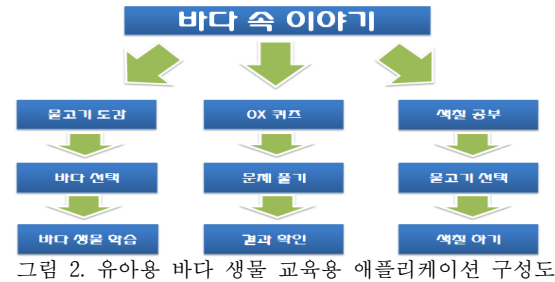 바다 속 이야기
물고기 도감 OX 퀴즈 색칠 공부
바다 선택 문제 풀기 물고기 선택
바다 생물 학습 결과 확인 색칠 하기
그림 2. 유아용 바다 생물 교육용 애플리케이션 구성도